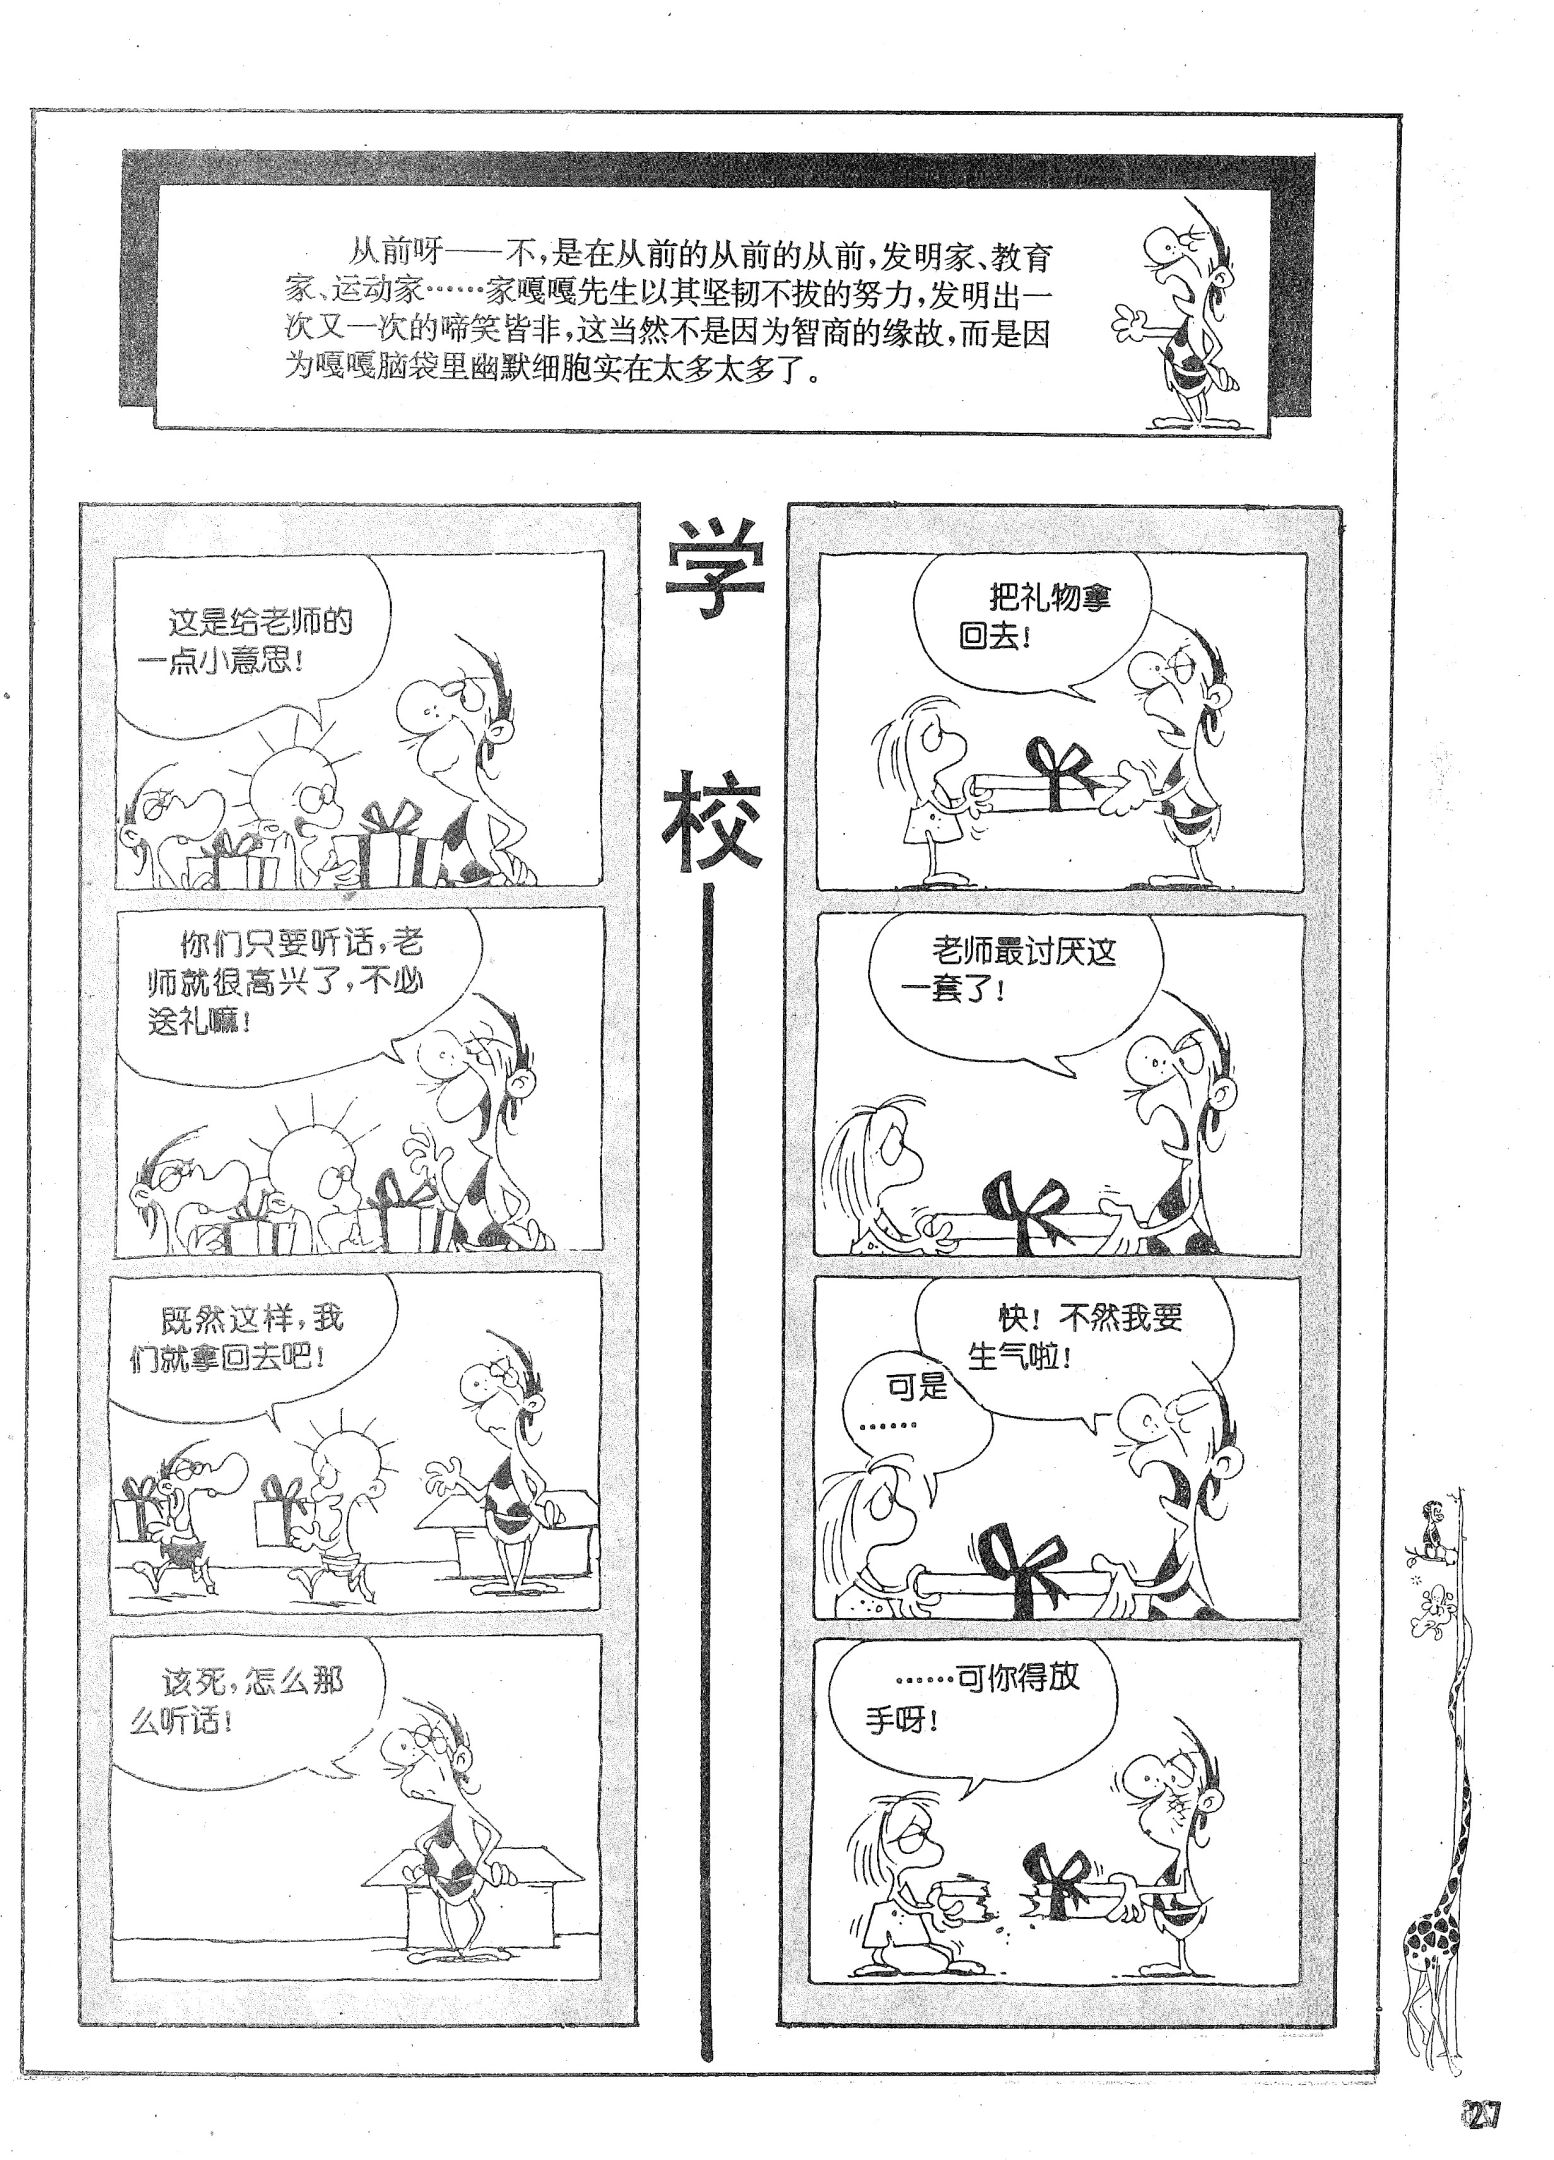 从前呀——不，是在从前的从前的从前，发明家、教育
家、运动家……家嘎嘎先生以其坚韧不拔的努力，发明出一
次又一次的啼笑皆非，这当然不是因为智商的缘故，而是因
为嘎嘎脑袋里幽默细胞实在太多太多了。
学
校
这是给老师的
一点小意思！
你们只要听话，老
师就很高兴了，不必
送礼嘛！
既然这样，我
们就拿回去吧！
该死，怎么那
么听话！
把礼物拿
回去！
老师最讨厌这
一套了！
快！不然我要
生气啦！
可是
……
……可你得放
手呀！
27